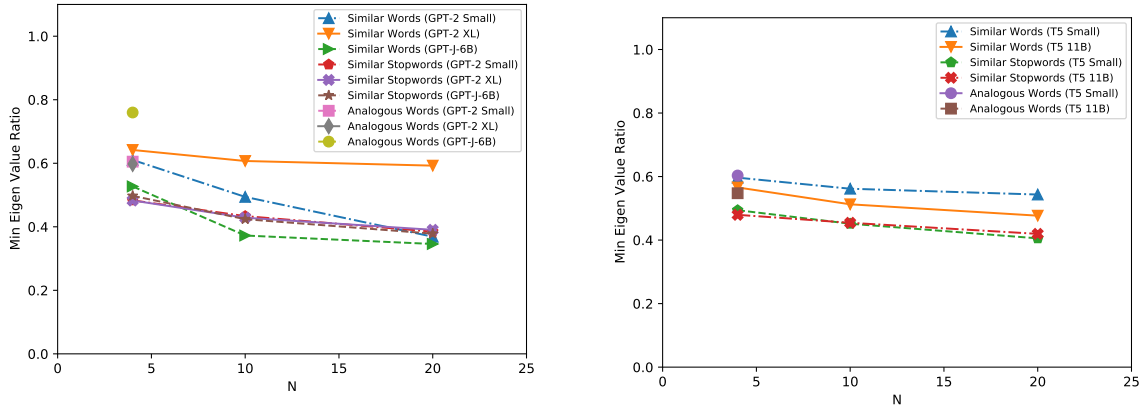 Min Eigen Value Ratio
1.0
0.8
0.6
0.4
0.2
0.0
0 5 10 15 20 25
N
Similar Words (GPT-2 Small)
Similar Words (GPT-2 XL)
Similar Words (GPT-J-6B)
Similar Stopwords (GPT-2 Small)
Similar Stopwords (GPT-2 XL)
Similar Stopwords (GPT-J-6B)
Analogous Words (GPT-2 Small)
Analogous Words (GPT-2 XL)
Analogous Words (GPT-J-6B)
Min Eigen Value Ratio
1.0
0.8
0.6
0.4
0.2
0.0
0 5 10 15 20 25
N
Similar Words (T5 Small)
Similar Words (T5 11B)
Similar Stopwords (T5 Small)
Similar Stopwords (T5 11B)
Analogous Words (T5 Small)
Analogous Words (T5 11B)